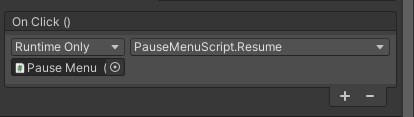 On Click ()
Runtime Only PauseMenuScript.Resume
Pause Menu (
+ −